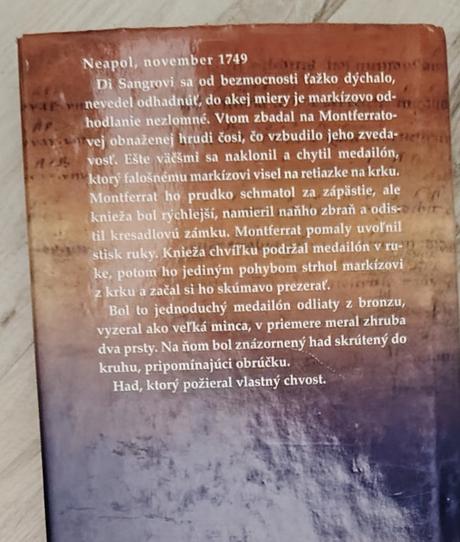 Neapol, november 1749
Di Sangrovi sa od bezmocnosti ťažko dýchalo,
nevedel odhadnúť, do akej miery je markízovo od-
hodlanie nezlomné. Vtom zbadal na Montferrato-
vej obnaženej hrudi čosi, čo vzbudilo jeho zveda-
vosť. Ešte väčšmi sa naklonil a chytil medailón,
ktorý falošnému markízovi visel na retiazke na krku.
Montferrat ho prudko schmatol za zápästie, ale
knieža bol rýchlejší, namieril naňho zbraň a odis-
til kresadlovú zámku. Montferrat pomaly uvoľnil
stisk ruky. Knieža chvíľku podržal medailón v ru-
ke, potom ho jediným pohybom strhol markízovi
z krku a začal si ho skúmavo prezerať.
Bol to jednoduchý medailón odliaty z bronzu,
vyzeral ako veľká minca, v priemere meral zhruba
dva prsty. Na ňom bol znázornený had skrútený do
kruhu, pripomínajúci obrúčku.
Had, ktorý požieral vlastný chvost.